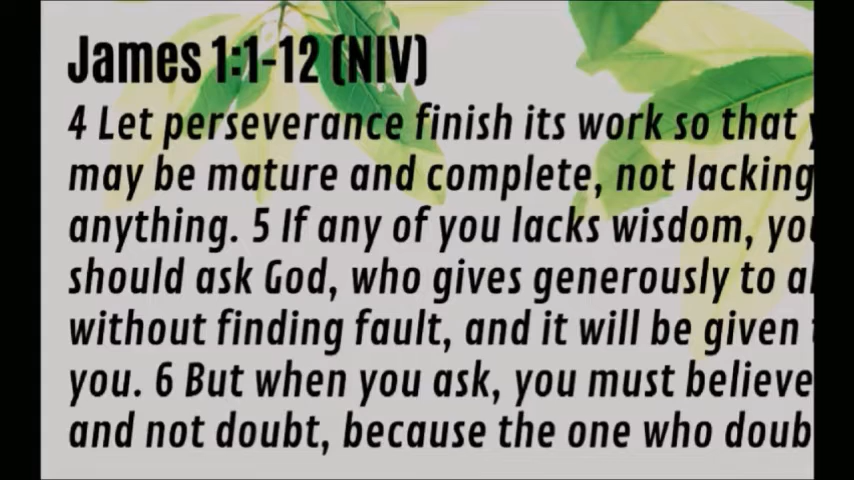 James 1:1-12 (NIV)
4 Let perseverance finish its work so that
may be mature and complete, not lacking
anything. 5 If any of you lacks wisdom, you
should ask God, who gives generously to
without finding fault, and it will be given
you. 6 But when you ask, you must believe
and not doubt, because the one who doub